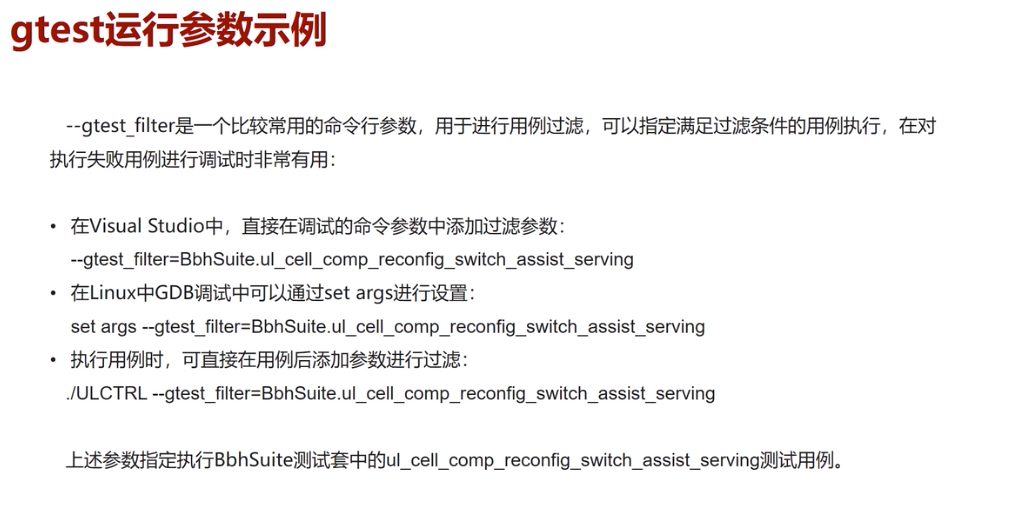 gtest运行参数示例
--gtest_filter是一个比较常用的命令行参数，用于进行用例过滤，可以指定满足过滤条件的用例执行，在对
执行失败用例进行调试时非常有用：
• 在Visual Studio中，直接在调试的命令参数中添加过滤参数：
--gtest_filter=BbhSuite.ul_cell_comp_reconfig_switch_assist_serving
• 在Linux中GDB调试中可以通过set args进行设置：
set args --gtest_filter=BbhSuite.ul_cell_comp_reconfig_switch_assist_serving
• 执行用例时，可直接在用例后添加参数进行过滤：
./ULCTRL --gtest_filter=BbhSuite.ul_cell_comp_reconfig_switch_assist_serving
上述参数指定执行BbhSuite测试套中的ul_cell_comp_reconfig_switch_assist_serving测试用例。